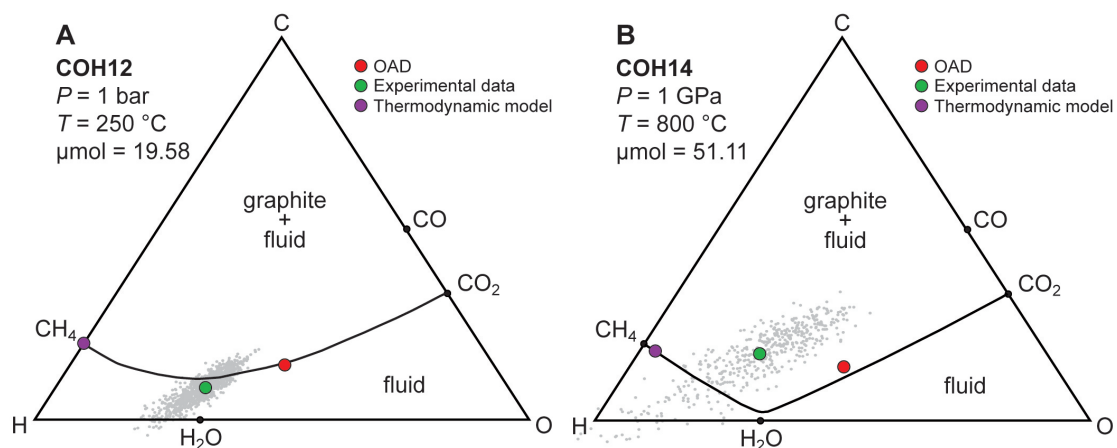 A
COH12
P = 1 bar
T = 250 °C
µmol = 19.58
C
OAD
Experimental data
Thermodynamic model
graphite
+
fluid
CO
CO2
CH4
fluid
H
H2O
O
B
COH14
P = 1 GPa
T = 800 °C
µmol = 51.11
C
OAD
Experimental data
Thermodynamic model
graphite
+
fluid
CO
CO2
CH4
fluid
H
H2O
O